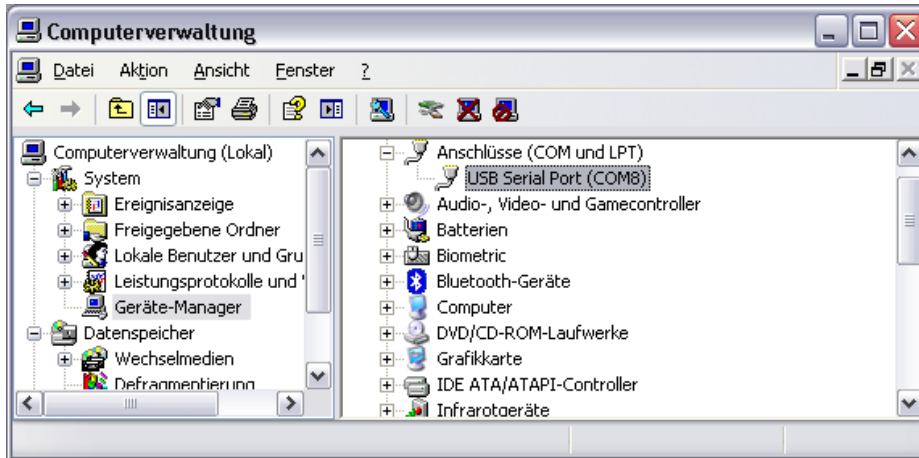 Computerverwaltung
Datei Aktion Ansicht Fenster ?
Computerverwaltung (Lokal)
System
Ereignisanzeige
Freigegebene Ordner
Lokale Benutzer und Gru
Leistungsprotokolle und '
Geräte-Manager
Datenspeicher
Wechselmedien
Defragmentierung
Anschlüsse (COM und LPT)
USB Serial Port (COM8)
Audio-, Video- und Gamecontroller
Batterien
Biometric
Bluetooth-Geräte
Computer
DVD/CD-ROM-Laufwerke
Grafikkarte
IDE ATA/ATAPI-Controller
Infrarotgeräte